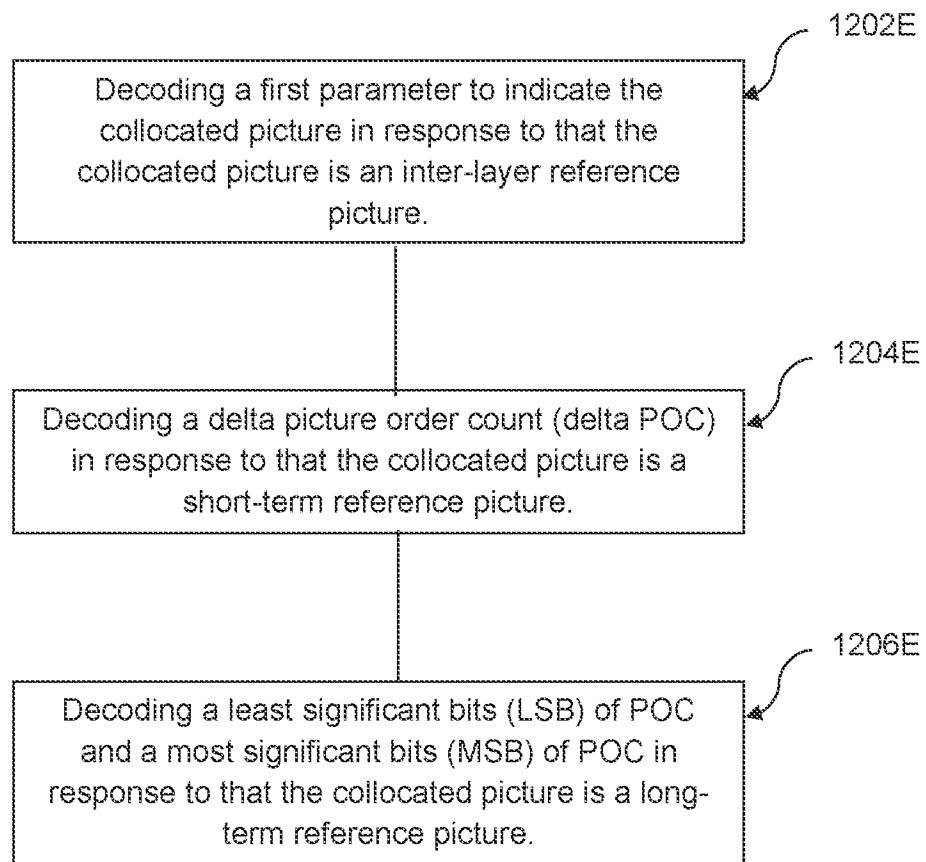 1202E
Decoding a first parameter to indicate the
collocated picture in response to that the
collocated picture is an inter-layer reference
picture.
1204E
Decoding a delta picture order count (delta POC)
in response to that the collocated picture is a
short-term reference picture.
1206E
Decoding a least significant bits (LSB) of POC
and a most significant bits (MSB) of POC in
response to that the collocated picture is a long-
term reference picture.